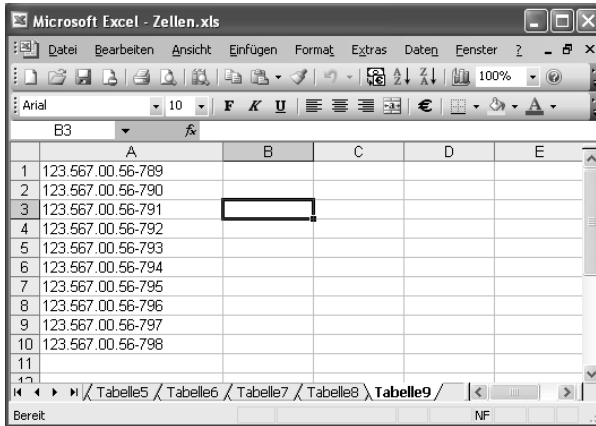 Microsoft Excel - Zellen.xls
Datei Bearbeiten Ansicht Einfügen Format Extras Daten Fenster ?
100%
Arial 10 F K U €
B3 fx
A B C D E
1 123.567.00.56-789
2 123.567.00.56-790
3 123.567.00.56-791
4 123.567.00.56-792
5 123.567.00.56-793
6 123.567.00.56-794
7 123.567.00.56-795
8 123.567.00.56-796
9 123.567.00.56-797
10 123.567.00.56-798
11
12
Tabelle5 Tabelle6 Tabelle7 Tabelle8 Tabelle9
Bereit NF